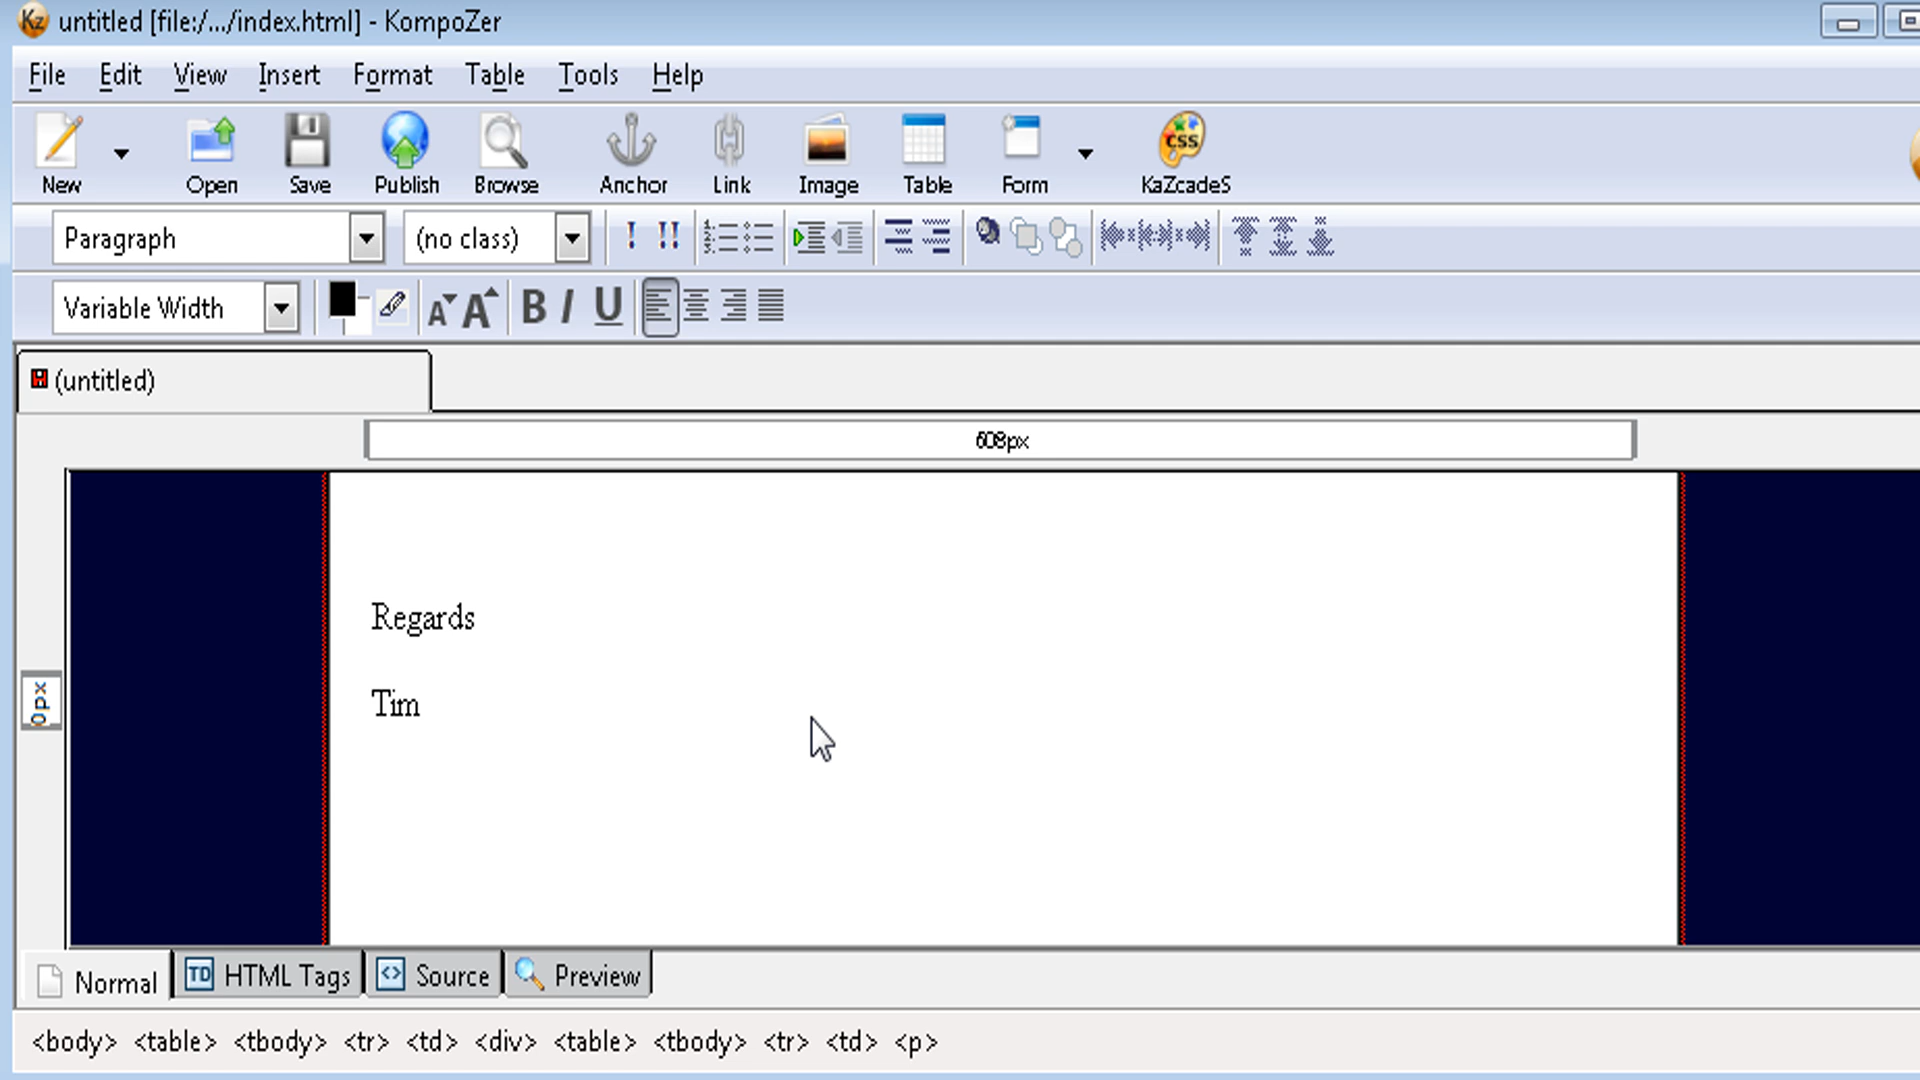 untitled [file:/.../index.html] - KompoZer
File Edit View Insert Format Table Tools Help
New Open Save Publish Browse Anchor Link Image Table Form CSS KaZcadeS
Paragraph (no class) ! !!
Variable Width A A B I U
(untitled)
608px
Regards
0px
Tim
Normal TD HTML Tags <> Source Preview
<body> <table> <tbody> <tr> <td> <div> <table> <tbody> <tr> <td> <p>